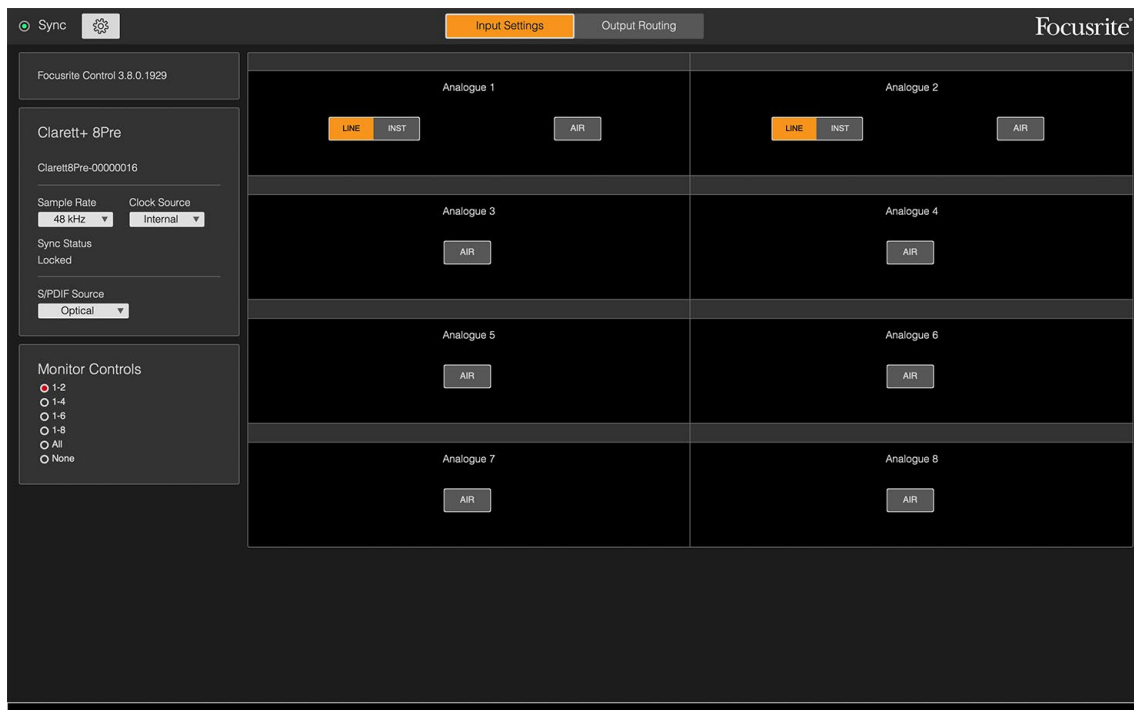 Sync
Input Settings Output Routing
Focusrite®
Focusrite Control 3.8.0.1929
Clarett+ 8Pre
Clarett8Pre-00000016
Sample Rate Clock Source
48 kHz Internal
Sync Status
Locked
S/PDIF Source
Optical
Monitor Controls
1-2
1-4
1-6
1-8
All
None
Analogue 1
LINE INST AIR
Analogue 2
LINE INST AIR
Analogue 3
AIR
Analogue 4
AIR
Analogue 5
AIR
Analogue 6
AIR
Analogue 7
AIR
Analogue 8
AIR